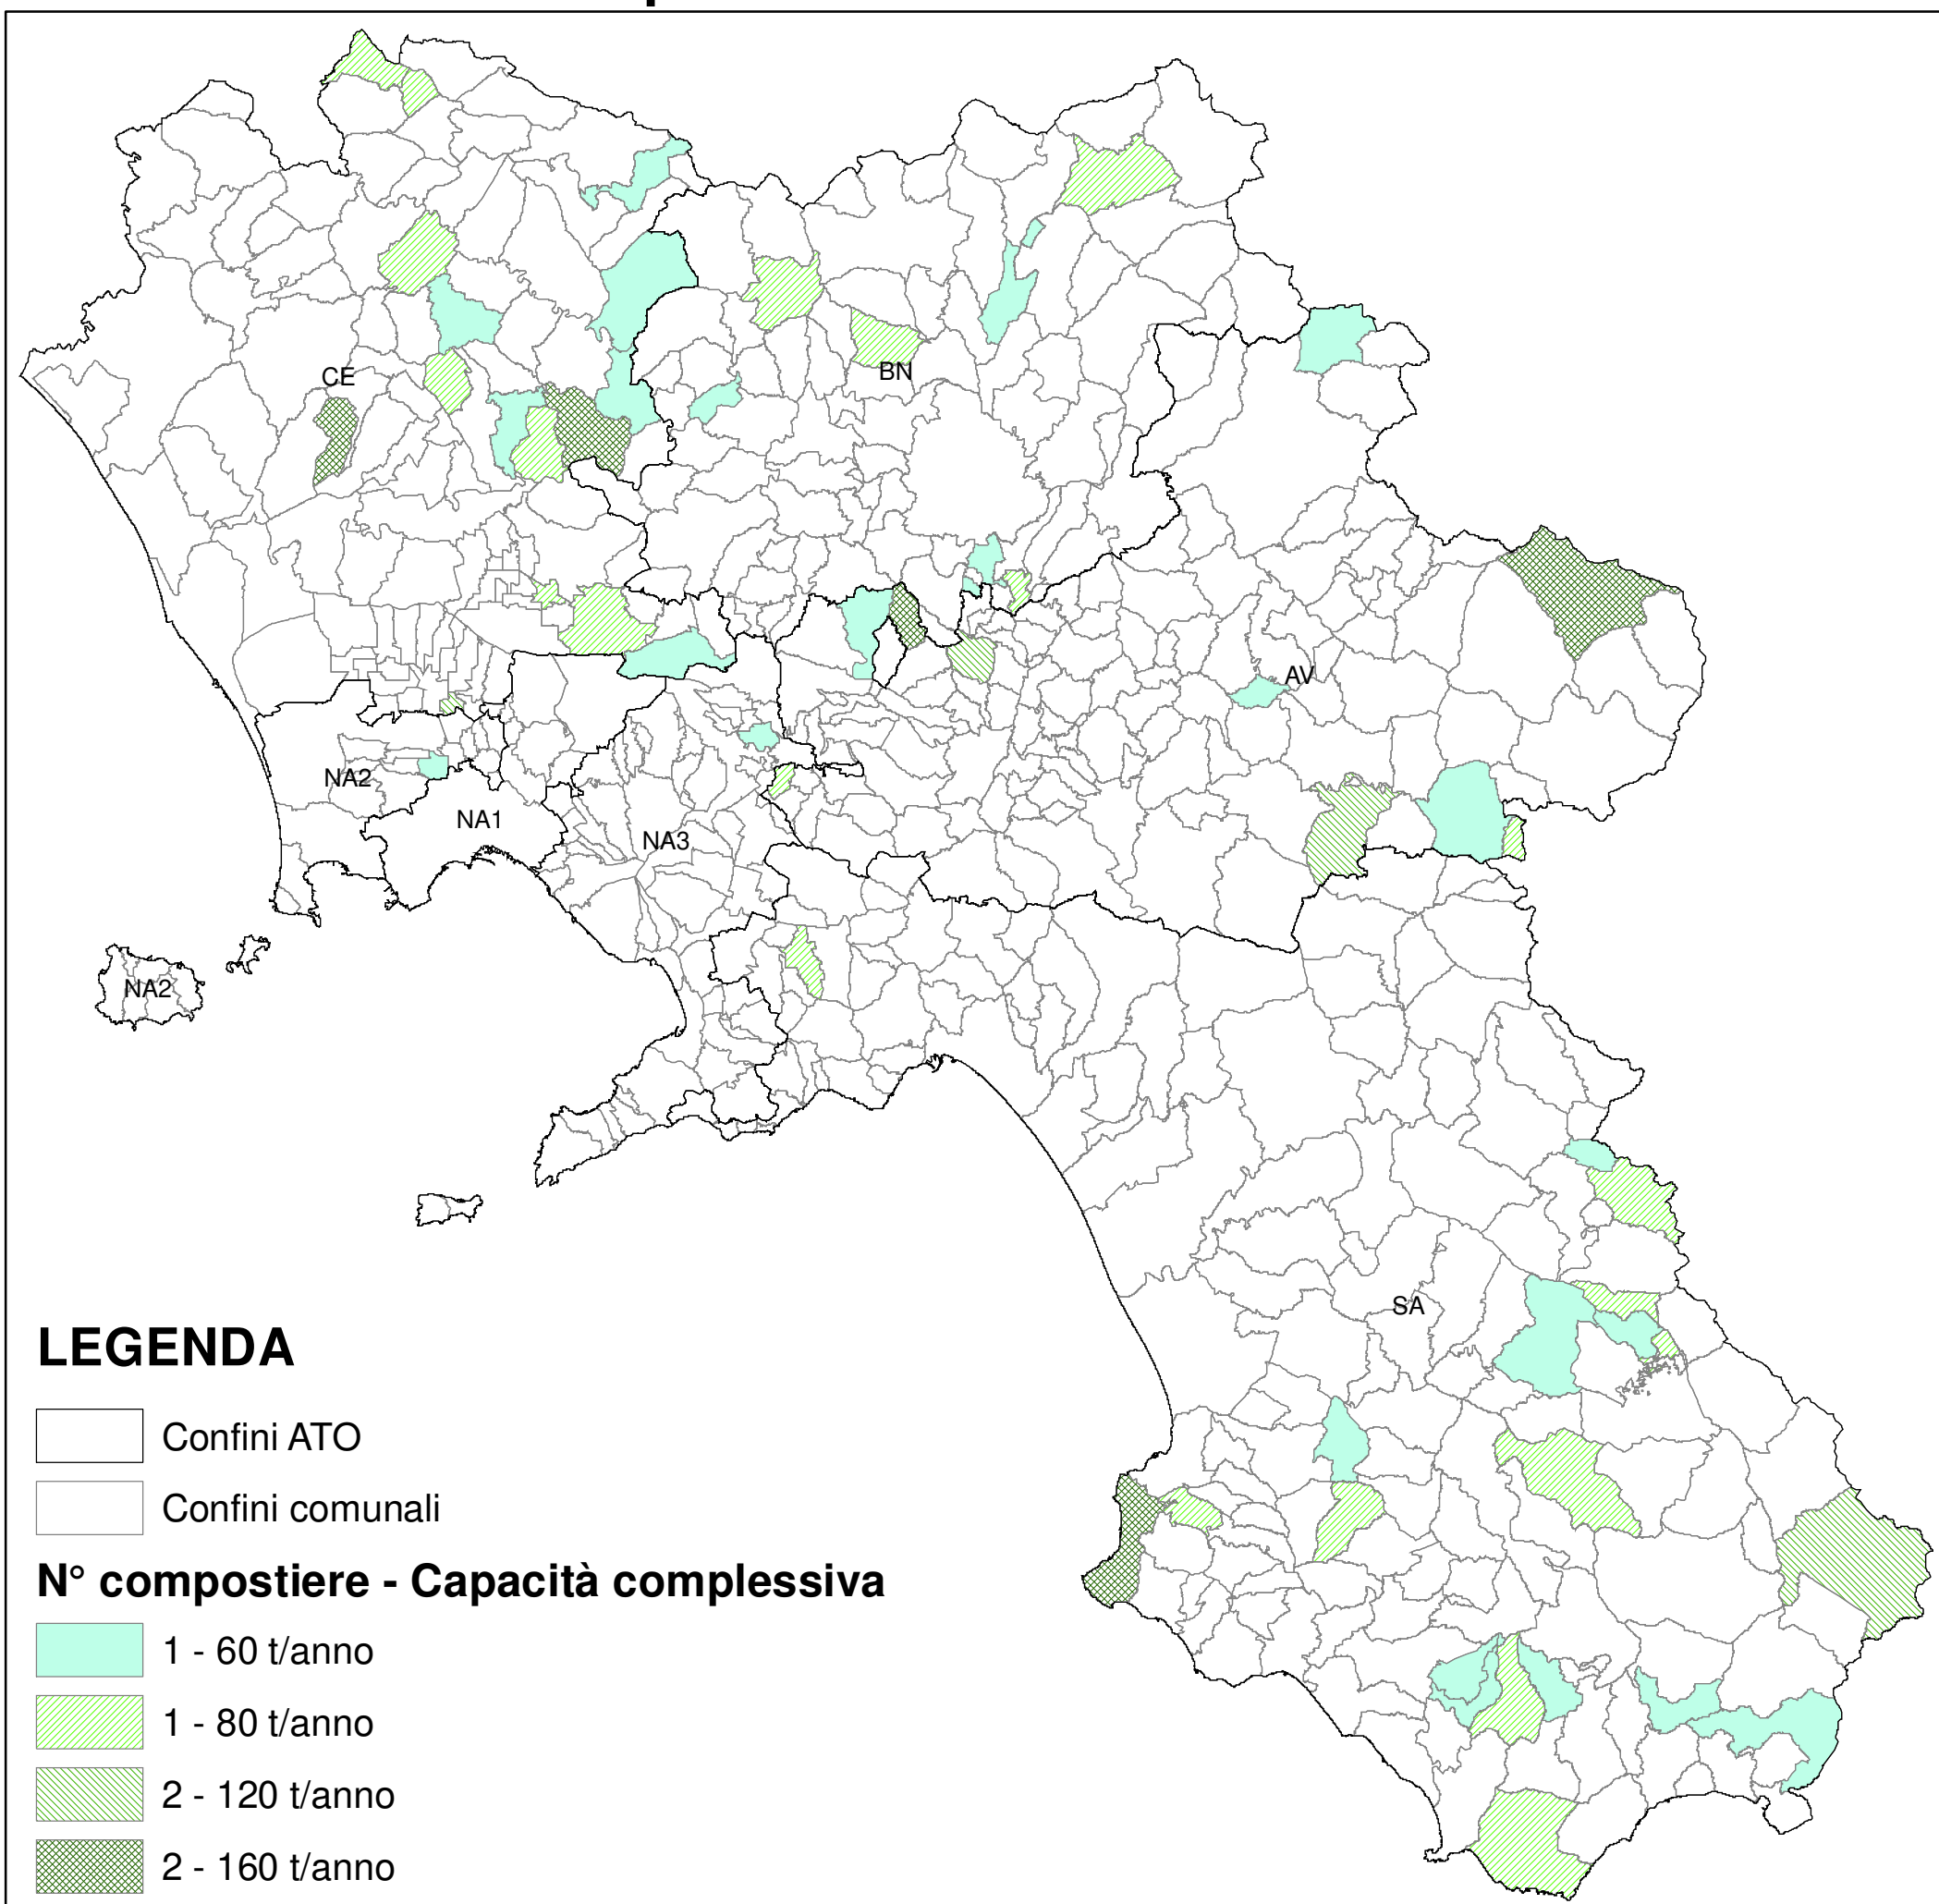 CE
BN
AV
NA2
NA1
NA3
NA2
SA
LEGENDA
Confini ATO
Confini comunali
N° compostiere - Capacità complessiva
1 - 60 t/anno
1 - 80 t/anno
2 - 120 t/anno
2 - 160 t/anno